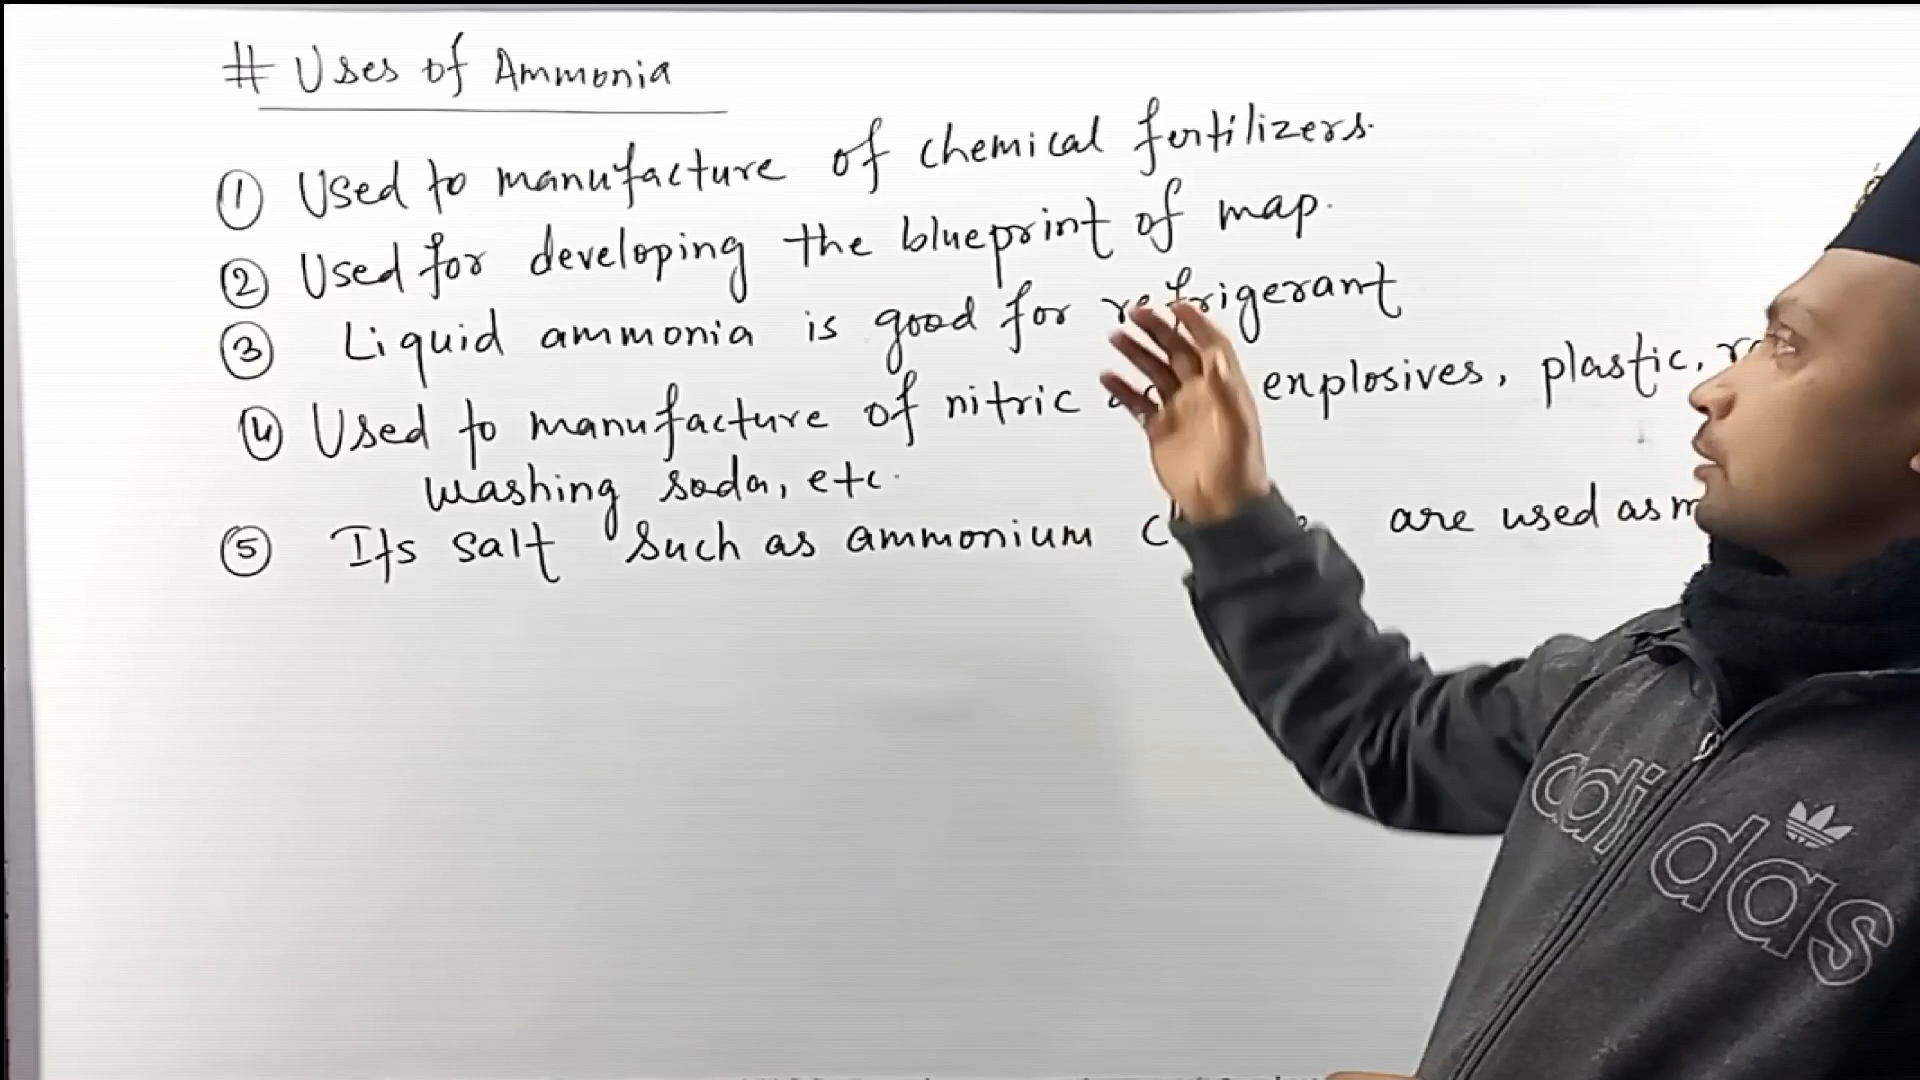 # Uses of Ammonia
① Used to manufacture of chemical fertilizers.
② Used for developing the blueprint of map.
③ Liquid ammonia is good for refrigerant
④ Used to manufacture of nitric explosives, plastic,
washing soda, etc.
⑤ Its salt such as ammonium are used as
adidas